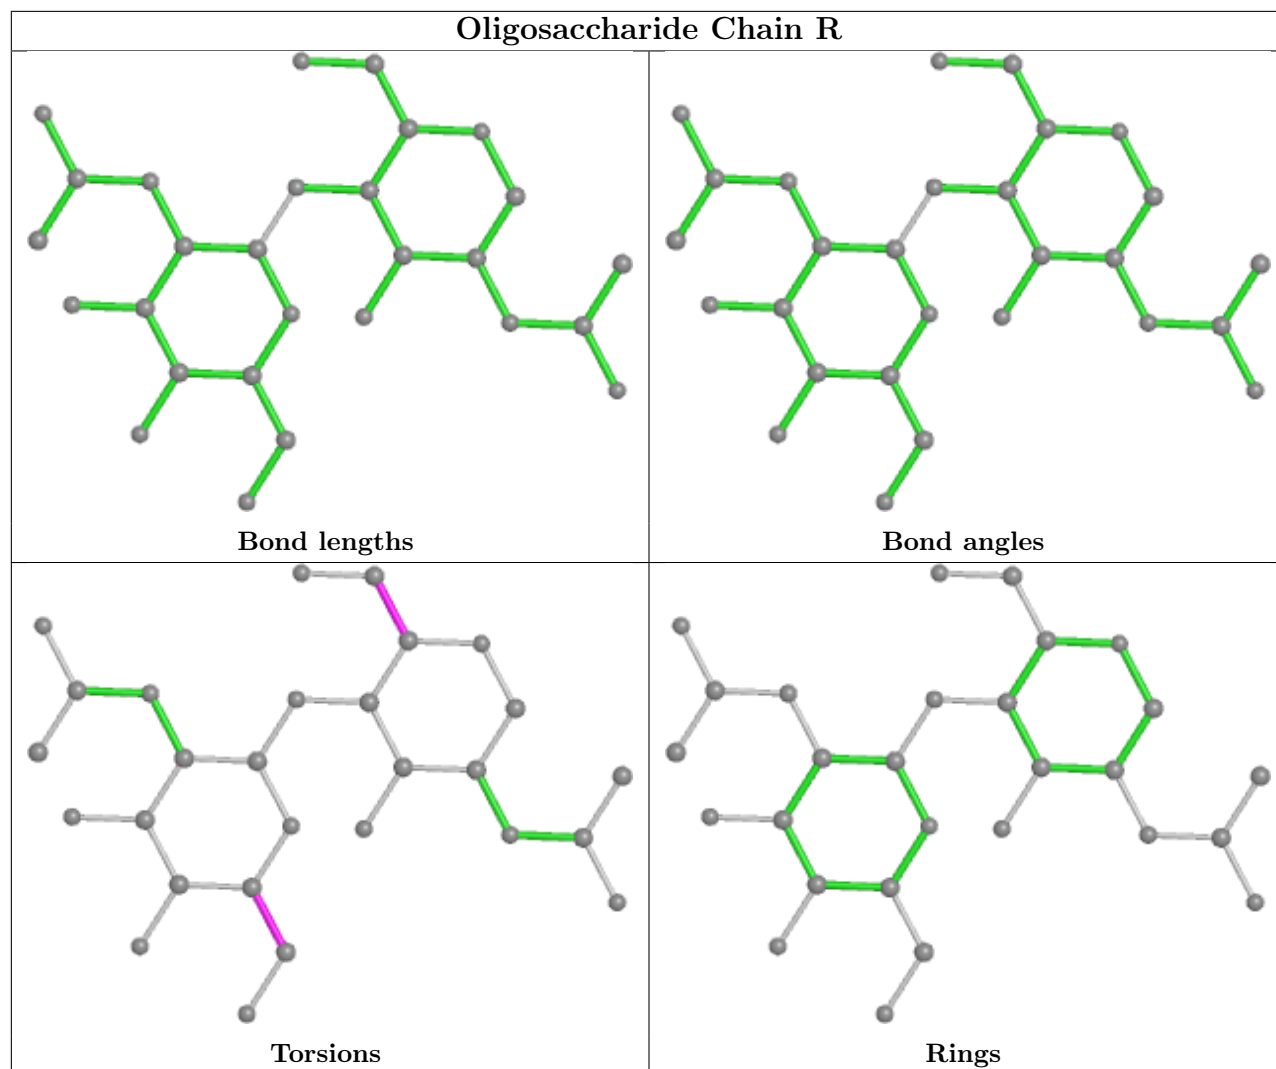 Oligosaccharide Chain R
Bond lengths
Bond angles
Torsions
Rings